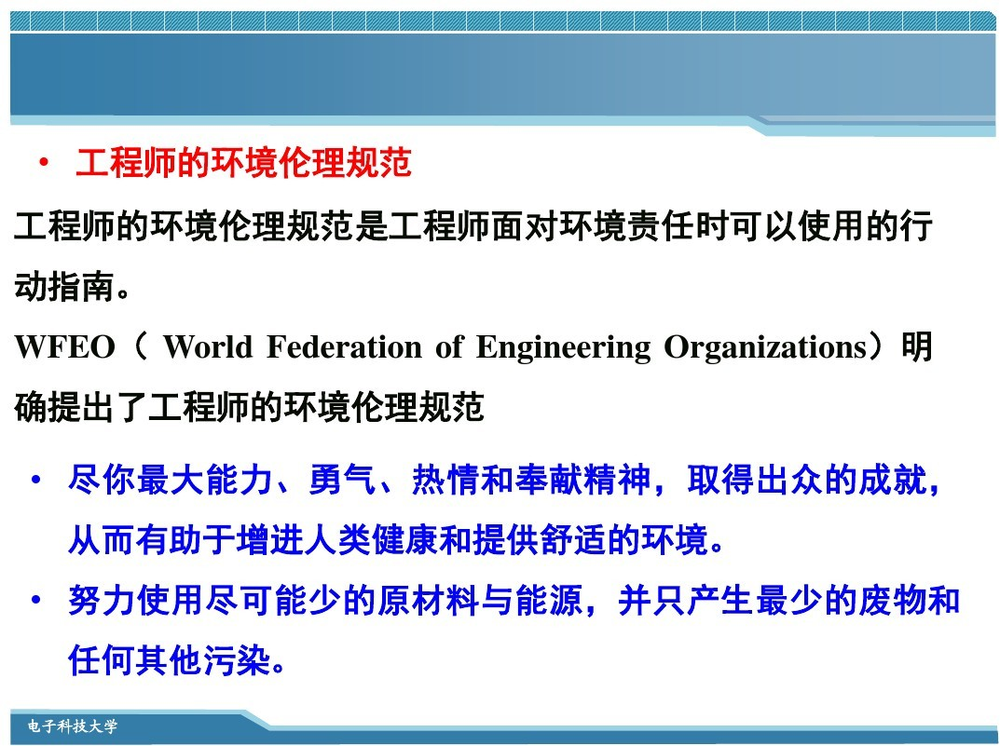 • 工程师的环境伦理规范
工程师的环境伦理规范是工程师面对环境责任时可以使用的行
动指南。
WFEO（ World Federation of Engineering Organizations）明
确提出了工程师的环境伦理规范
• 尽你最大能力、勇气、热情和奉献精神，取得出众的成就，
从而有助于增进人类健康和提供舒适的环境。
• 努力使用尽可能少的原材料与能源，并只产生最少的废物和
任何其他污染。
电子科技大学